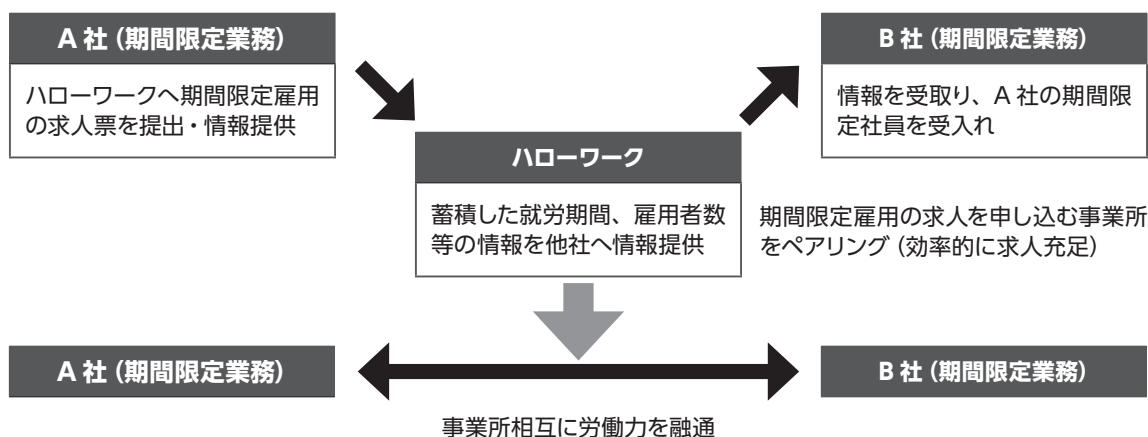 A 社（期間限定業務）
ハローワークへ期間限定雇用
の求人票を提出・情報提供
B 社（期間限定業務）
情報を受取り、A 社の期間限
定社員を受入れ
ハローワーク
蓄積した就労期間、雇用者数
等の情報を他社へ情報提供
期間限定雇用の求人を申し込む事業所
をペアリング（効率的に求人充足）
A 社（期間限定業務）
B 社（期間限定業務）
事業所相互に労働力を融通